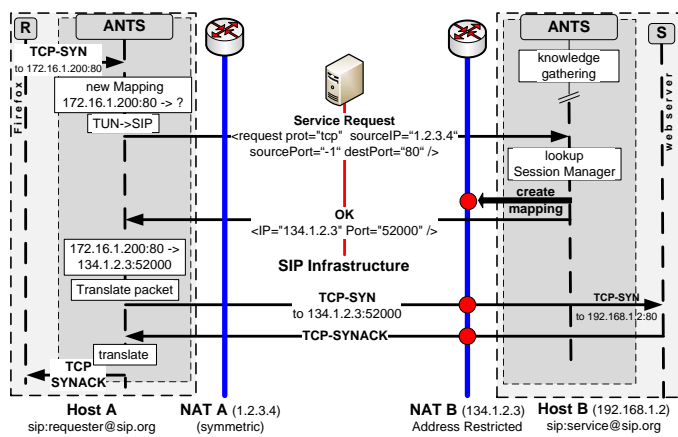 R
ANTS
ANTS
S
TCP-SYN
to 172.16.1.200:80
knowledge
gathering
Firefox
web server
new Mapping
172.16.1.200:80 -> ?
TUN->SIP
Service Request
<request prot="tcp" sourceIP="1.2.3.4“
sourcePort="-1" destPort="80" />
lookup
Session Manager
create
mapping
OK
<IP="134.1.2.3" Port="52000" />
172.16.1.200:80 ->
134.1.2.3:52000
SIP Infrastructure
Translate packet
TCP-SYN
to 134.1.2.3:52000
TCP-SYN
to 192.168.1.2:80
TCP-SYNACK
translate
TCP
SYNACK
Host A
sip:requester@sip.org
NAT A (1.2.3.4)
(symmetric)
NAT B (134.1.2.3)
Address Restricted
Host B (192.168.1.2)
sip:service@sip.org